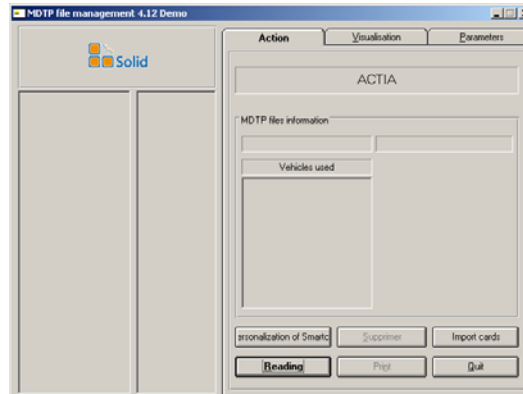 MDTP file management 4.12 Demo
Solid
Action Visualisation Parameters
ACTIA
MDTP files information
Vehicles used
ersonalization of Smartc Supprimer Import cards
Reading Print Quit